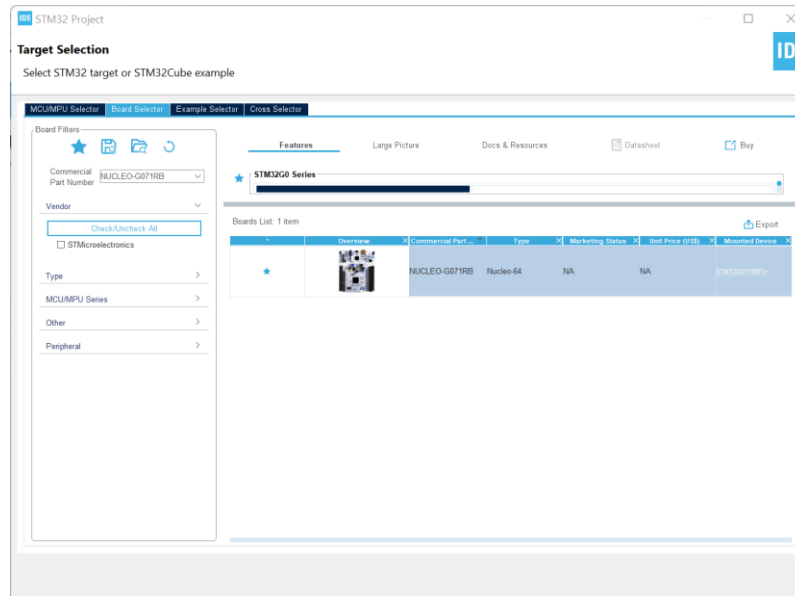 IDE STM32 Project
Target Selection
IDE
Select STM32 target or STM32Cube example
MCU/MPU Selector Board Selector Example Selector Cross Selector
Board Filters
Features Large Picture Docs & Resources Datasheet Buy
Commercial
Part Number
NUCLEO-G071RB
STM32G0 Series
Vendor
Check/Uncheck All
STMicroelectronics
Type
MCU/MPU Series
Other
Peripheral
Boards List: 1 item
Export
* Overview X Commercial Part ... X Type X Marketing Status X Unit Price (US$) X Mounted Device X
NUCLEO-G071RB Nucleo-64 NA NA STM32G071RBTx